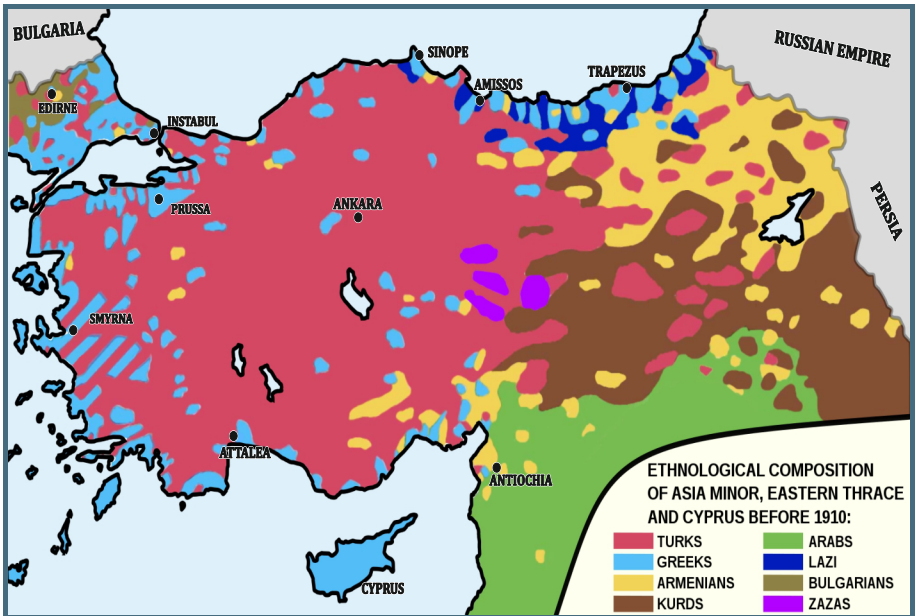 BULGARIA
RUSSIAN EMPIRE
SINOPE
AMISSOS
TRAPEZUS
EDIRNE
INSTABUL
PRUSSA
ANKARA
PERSIA
SMYRNA
ATTALEA
ANTIOCHIA
CYPRUS
ETHNOLOGICAL COMPOSITION
OF ASIA MINOR, EASTERN THRACE
AND CYPRUS BEFORE 1910:
TURKS
ARABS
GREEKS
LAZI
ARMENIANS
BULGARIANS
KURDS
ZAZAS